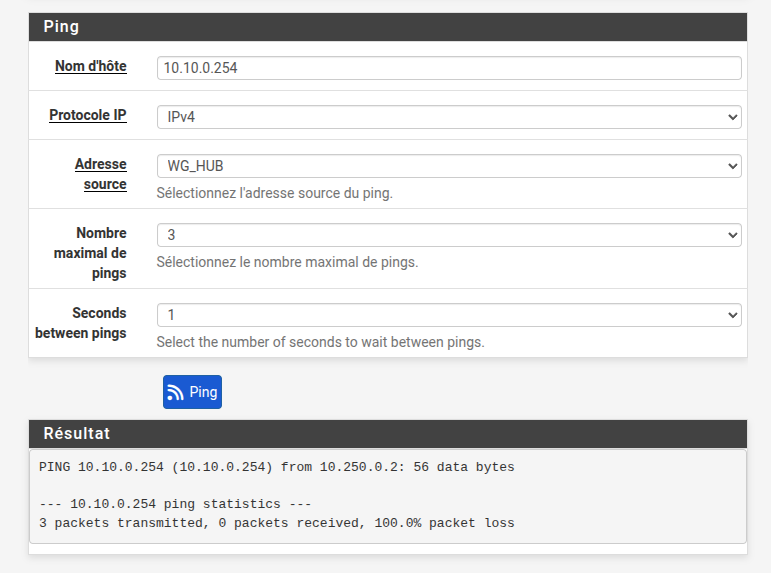 Ping
Nom d'hôte
10.10.0.254
Protocole IP
IPv4
Adresse
source
WG_HUB
Sélectionnez l'adresse source du ping.
Nombre
maximal de
pings
3
Sélectionnez le nombre maximal de pings.
Seconds
between pings
1
Select the number of seconds to wait between pings.
Ping
Résultat
PING 10.10.0.254 (10.10.0.254) from 10.250.0.2: 56 data bytes
--- 10.10.0.254 ping statistics ---
3 packets transmitted, 0 packets received, 100.0% packet loss